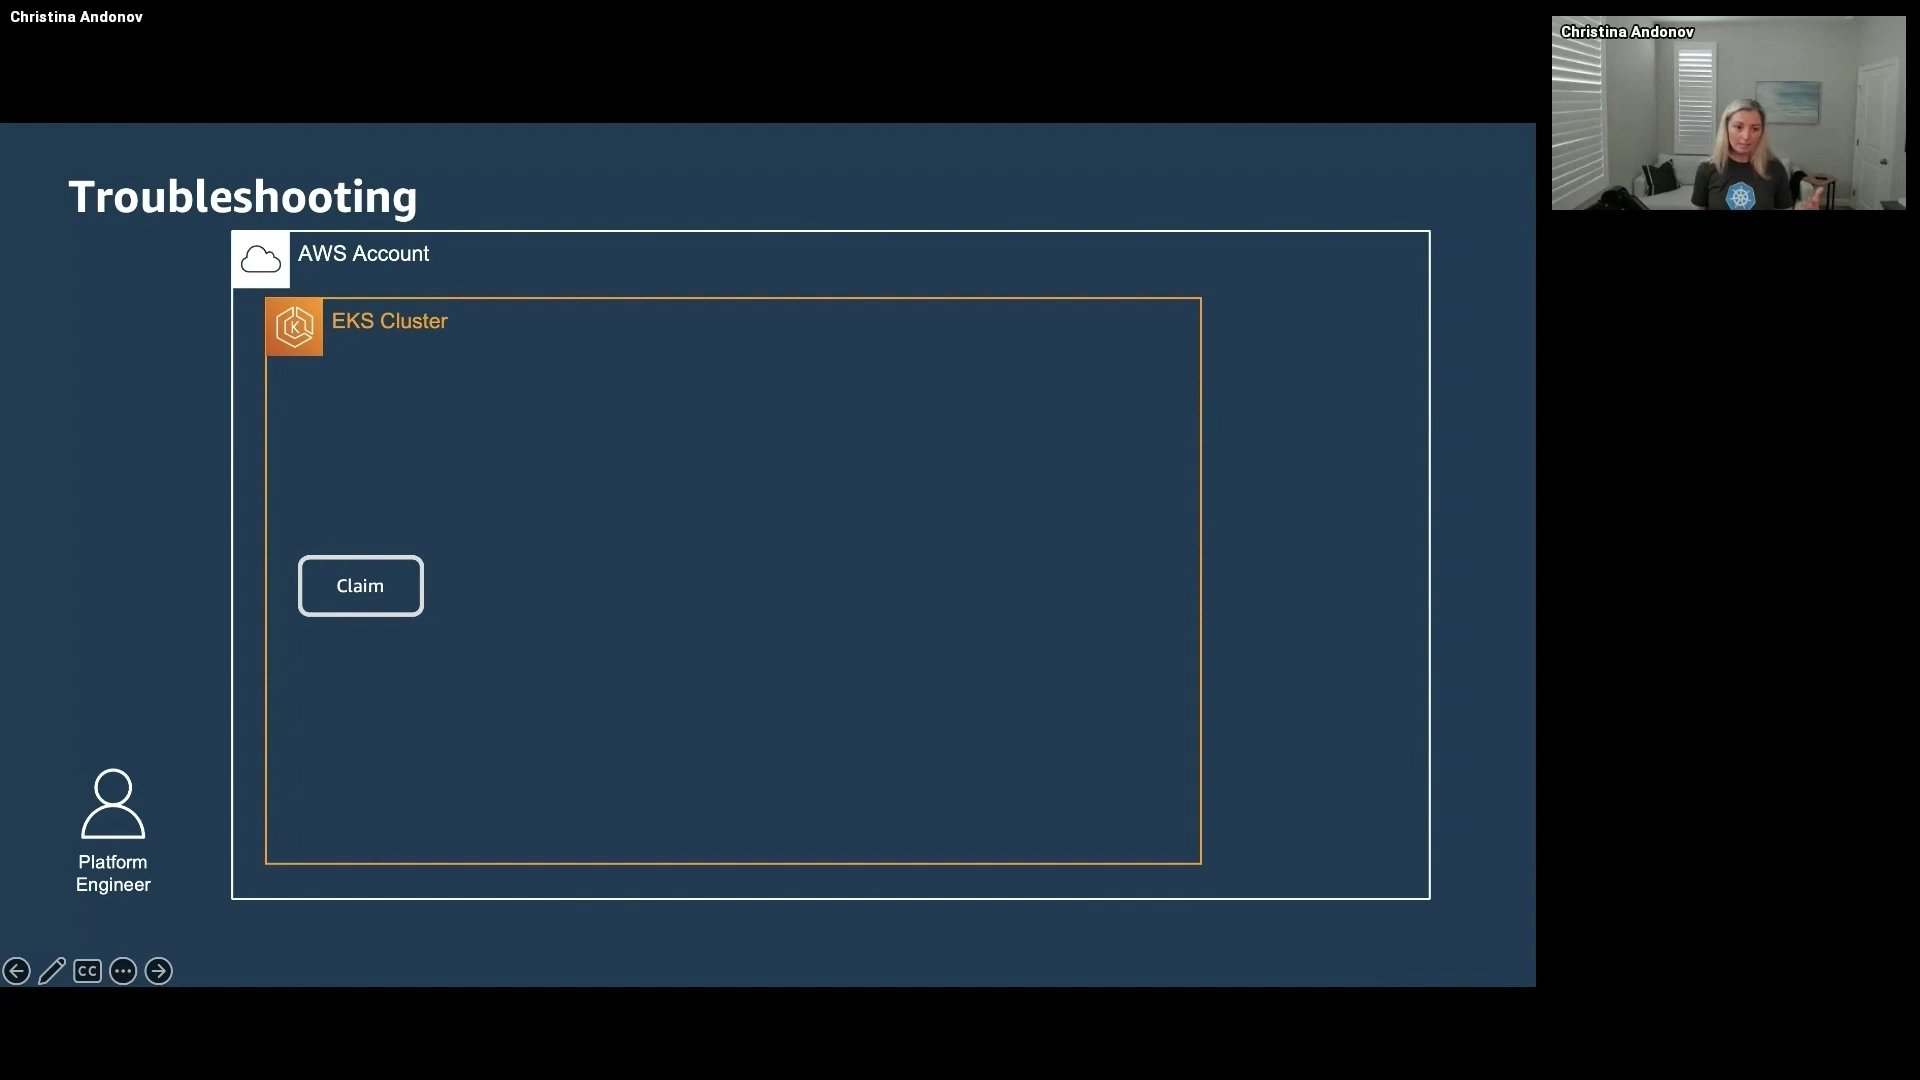 Christina Andonov
Christina Andonov
Troubleshooting
AWS Account
K
EKS Cluster
Claim
Platform
Engineer
CC